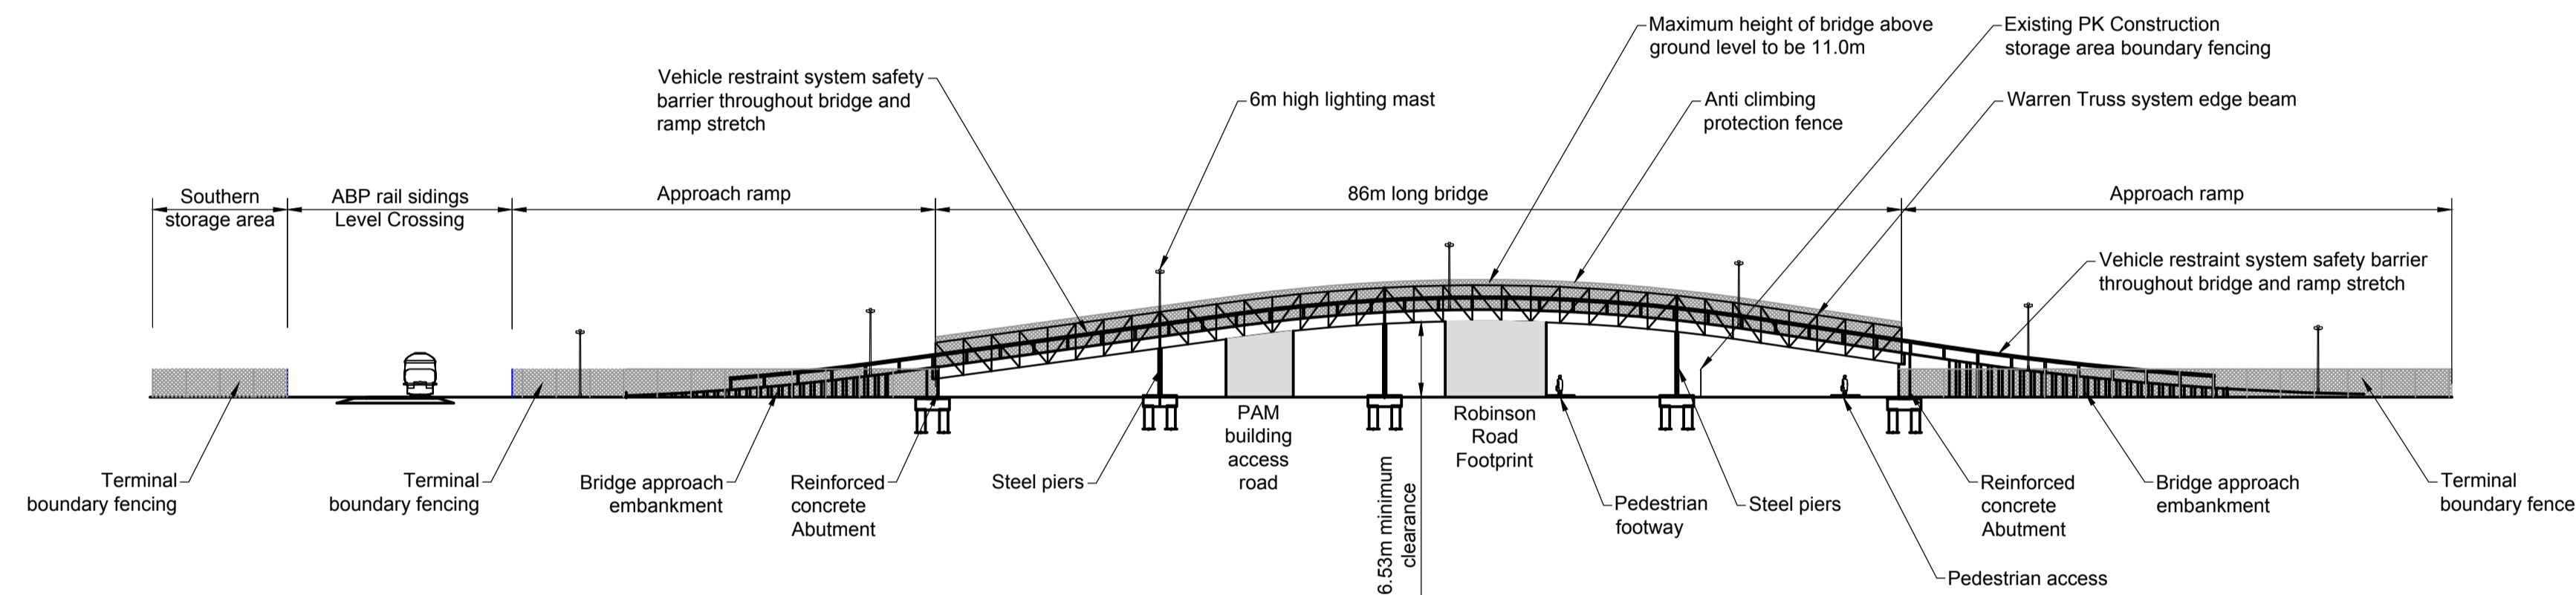 Maximum height of bridge above
ground level to be 11.0m
Existing PK Construction
storage area boundary fencing
Vehicle restraint system safety
barrier throughout bridge and
ramp stretch
6m high lighting mast
Anti climbing
protection fence
Warren Truss system edge beam
Southern
storage area
ABP rail sidings
Level Crossing
Approach ramp
86m long bridge
Approach ramp
Vehicle restraint system safety barrier
throughout bridge and ramp stretch
Terminal
boundary fencing
Terminal
boundary fencing
Bridge approach
embankment
Reinforced
concrete
Abutment
Steel piers
PAM
building
access
road
6.53m minimum
clearance
Robinson
Road
Footprint
Pedestrian
footway
Steel piers
Pedestrian access
Reinforced
concrete
Abutment
Bridge approach
embankment
Terminal
boundary fence